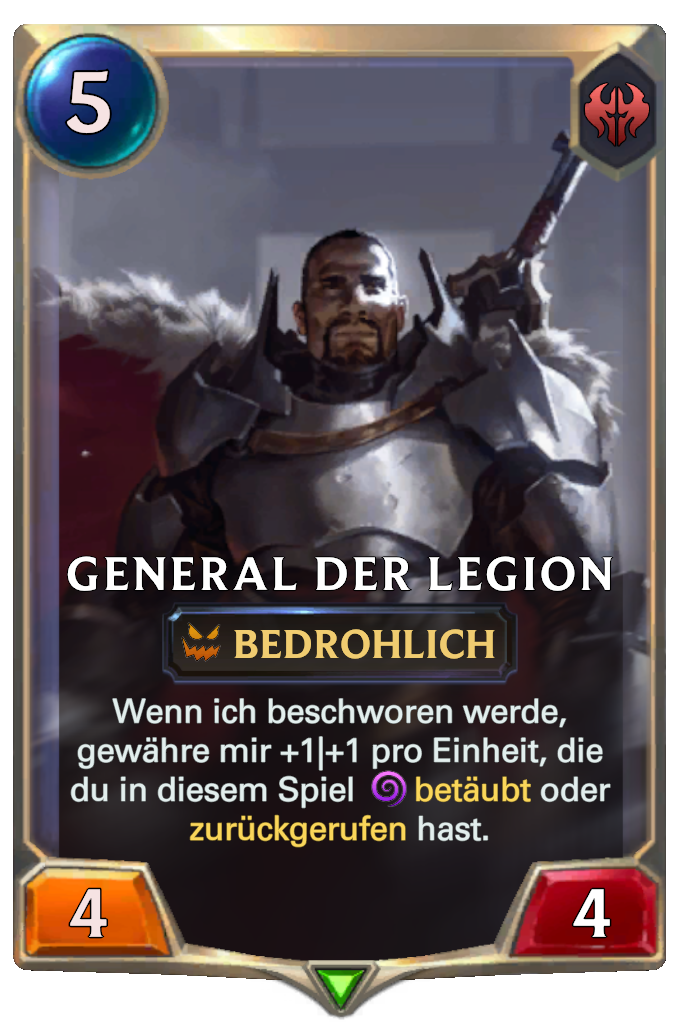 5
GENERAL DER LEGION
BEDROHLICH
Wenn ich beschworen werde,
gewähre mir +1|+1 pro Einheit, die
du in diesem Spiel betäubt oder
zurückgerufen hast.
4
4